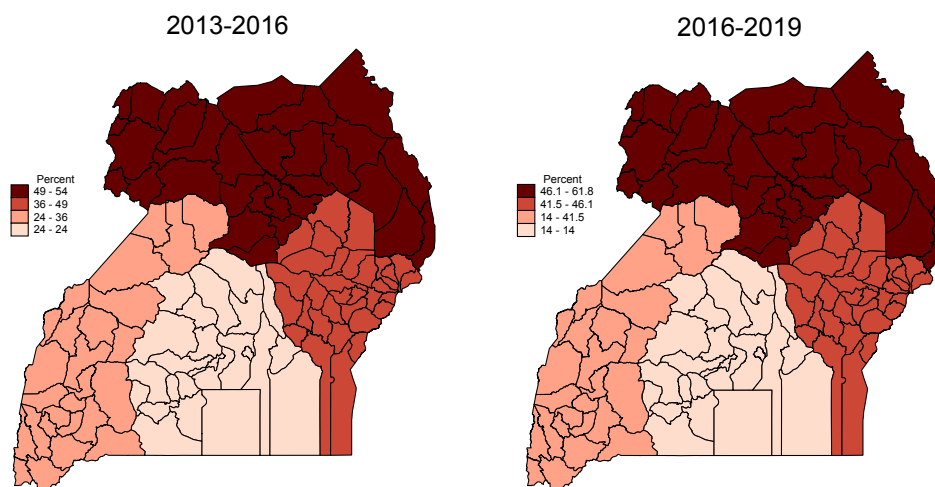 2013-2016
Percent
49 - 54
36 - 49
24 - 36
24 - 24
2016-2019
Percent
46.1 - 61.8
41.5 - 46.1
14 - 41.5
14 - 14